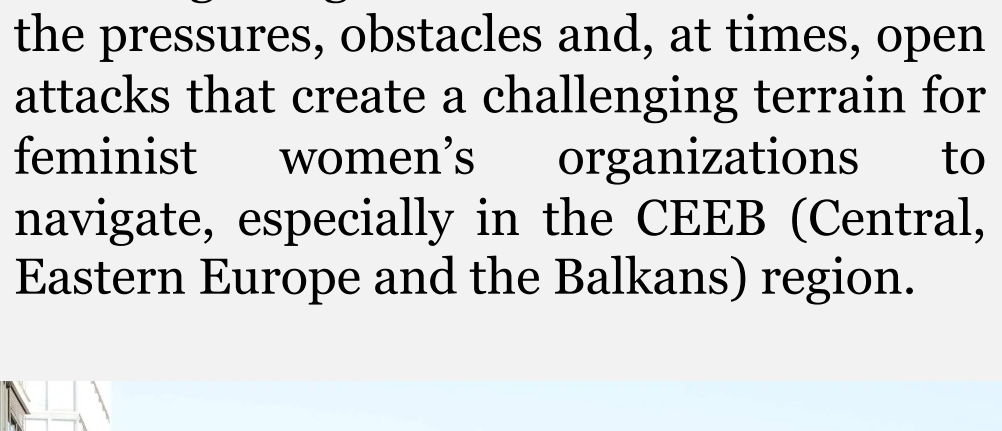 the pressures, obstacles and, at times, open
attacks that create a challenging terrain for
feminist women’s organizations to
navigate, especially in the CEEB (Central,
Eastern Europe and the Balkans) region.